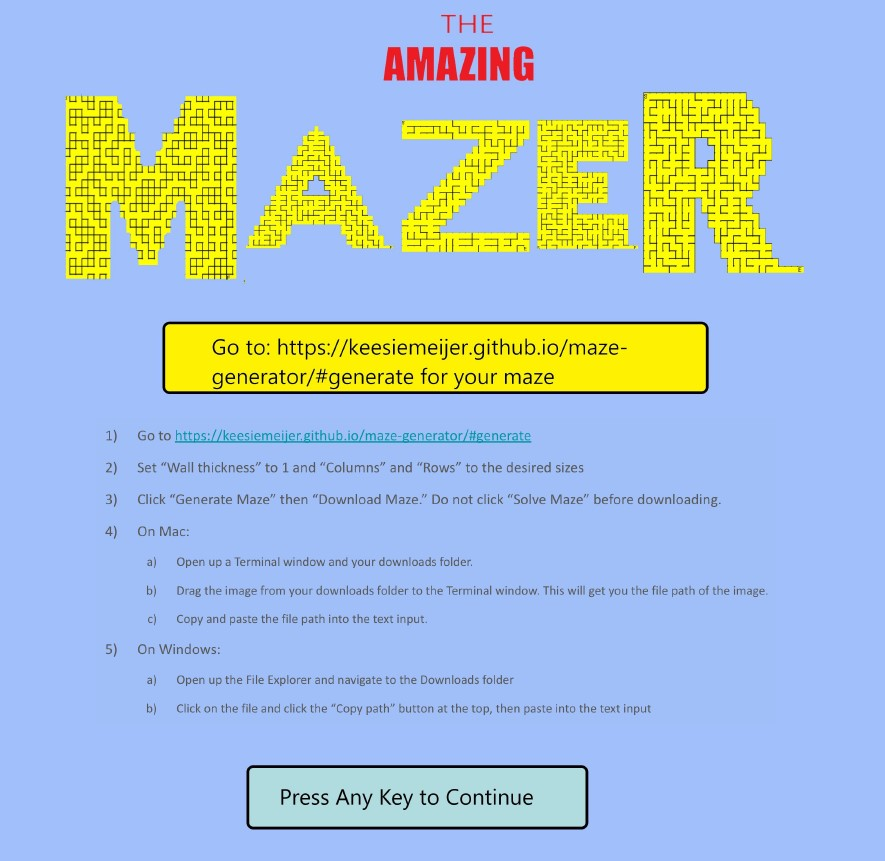 THE
AMAZING
MAZER
Go to: https://keesiemeijer.github.io/maze-
generator/#generate for your maze
1) Go to https://keesiemeijer.github.io/maze-generator/#generate
2) Set “Wall thickness” to 1 and “Columns” and “Rows” to the desired sizes
3) Click “Generate Maze” then “Download Maze.” Do not click “Solve Maze” before downloading.
4) On Mac:
a) Open up a Terminal window and your downloads folder.
b) Drag the image from your downloads folder to the Terminal window. This will get you the file path of the image.
c) Copy and paste the file path into the text input.
5) On Windows:
a) Open up the File Explorer and navigate to the Downloads folder
b) Click on the file and click the “Copy path” button at the top, then paste into the text input
Press Any Key to Continue